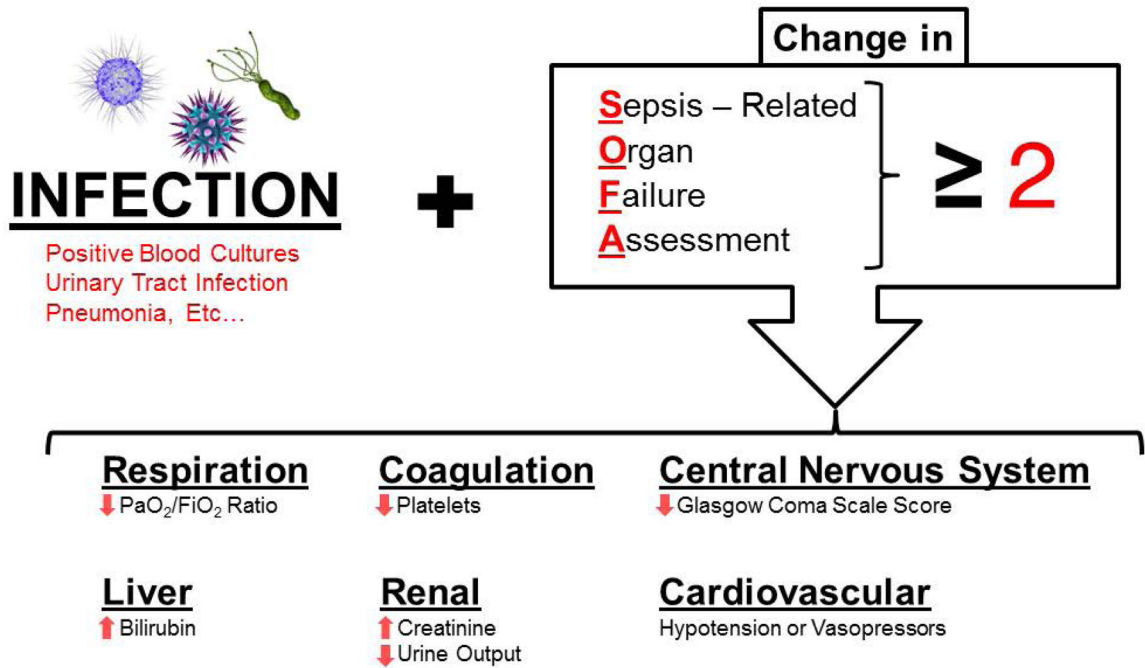 Change in
Sepsis – Related
Organ
Failure
Assessment
≥ 2
INFECTION
+
Positive Blood Cultures
Urinary Tract Infection
Pneumonia, Etc...
Respiration
PaO₂/FiO₂ Ratio
Coagulation
Platelets
Central Nervous System
Glasgow Coma Scale Score
Liver
Bilirubin
Renal
Creatinine
Urine Output
Cardiovascular
Hypotension or Vasopressors